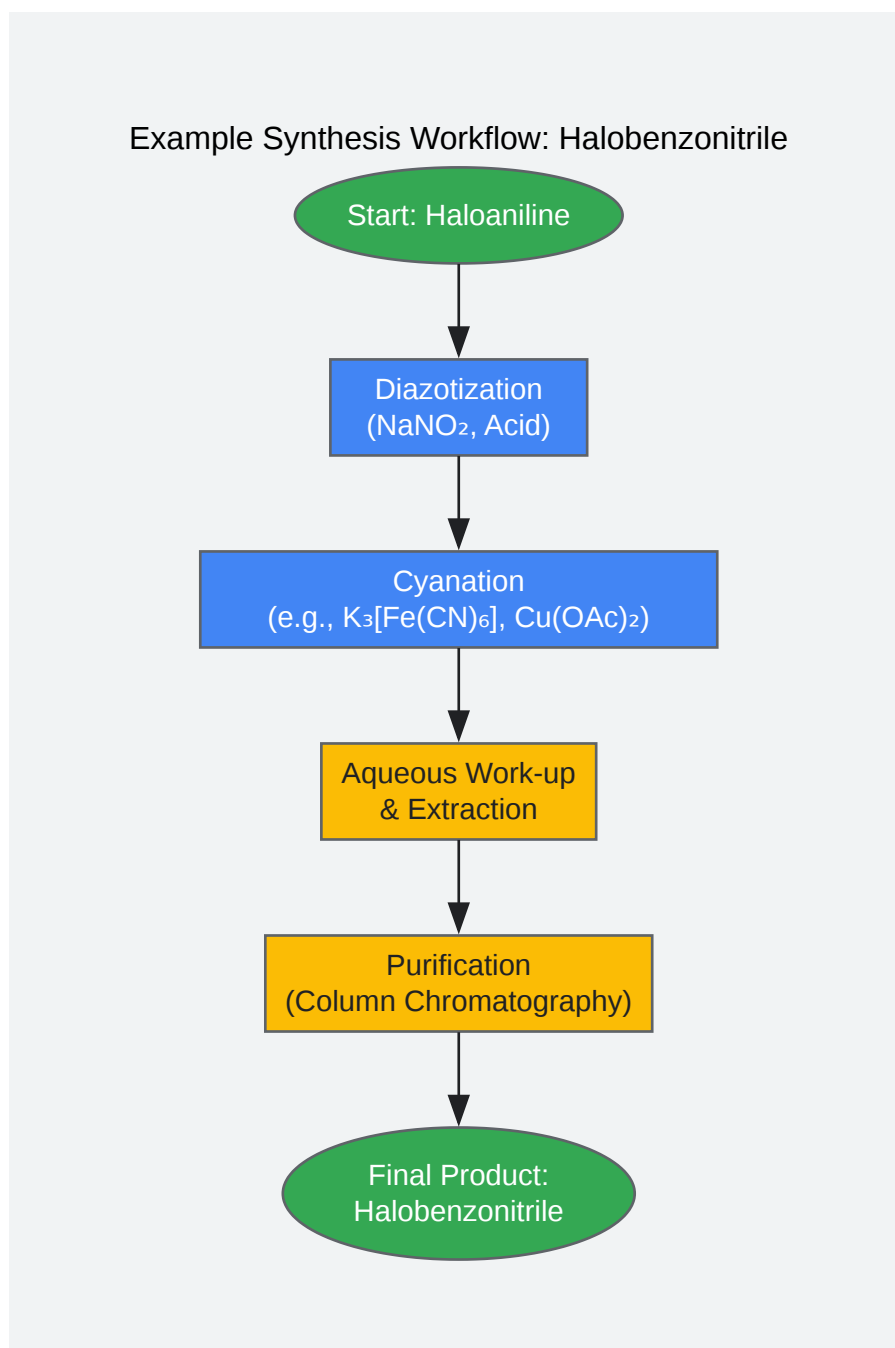 Example Synthesis Workflow: Halobenzonitrile
Start: Haloaniline
Diazotization
(NaNO₂, Acid)
Cyanation
(e.g., K₃[Fe(CN)₆], Cu(OAc)₂)
Aqueous Work-up
& Extraction
Purification
(Column Chromatography)
Final Product:
Halobenzonitrile